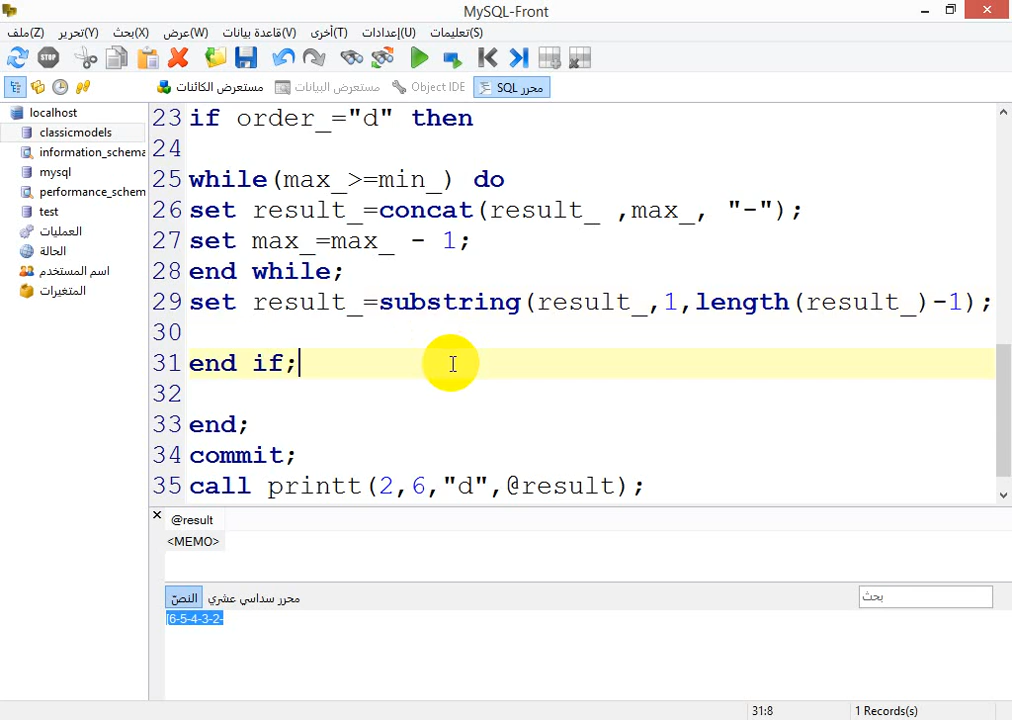 MySQL-Front
ملف(Z) تحرير(Y) بحث(X) عرض(W) قاعدة بيانات(V) أخرى(T) إعدادات(U) تعليمات(S)
STOP
مستعرض الكائنات مستعرض البيانات Object IDE محرر SQL
localhost
classicmodels
information_schema
mysql
performance_schem
test
العمليات
الحالة
اسم المستخدم
المتغيرات
23 if order_="d" then
24
25 while(max_>=min_) do
26 set result_=concat(result_ ,max_, "-");
27 set max_=max_ - 1;
28 end while;
29 set result_=substring(result_,1,length(result_)-1);
30
31 end if;
32
33 end;
34 commit;
35 call printt(2,6,"d",@result);
@result
<MEMO>
النصّ محرر سداسي عشري بحث
6-5-4-3-2-
31:8 1 Records(s)